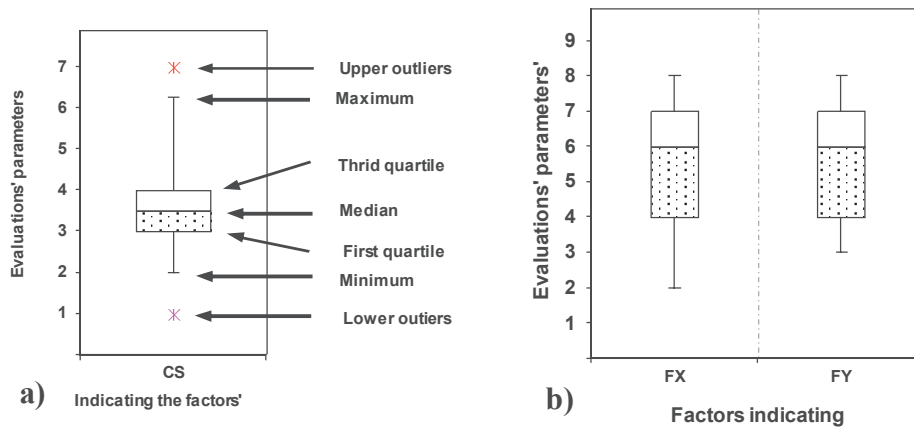 Evaluations' parameters
7
6
5
4
3
2
1
Upper outliers
Maximum
Thrid quartile
Median
First quartile
Minimum
Lower outiers
CS
a)
Indicating the factors'
Evaluations' parameters'
9
8
7
6
5
4
3
2
1
FX
FY
b)
Factors indicating